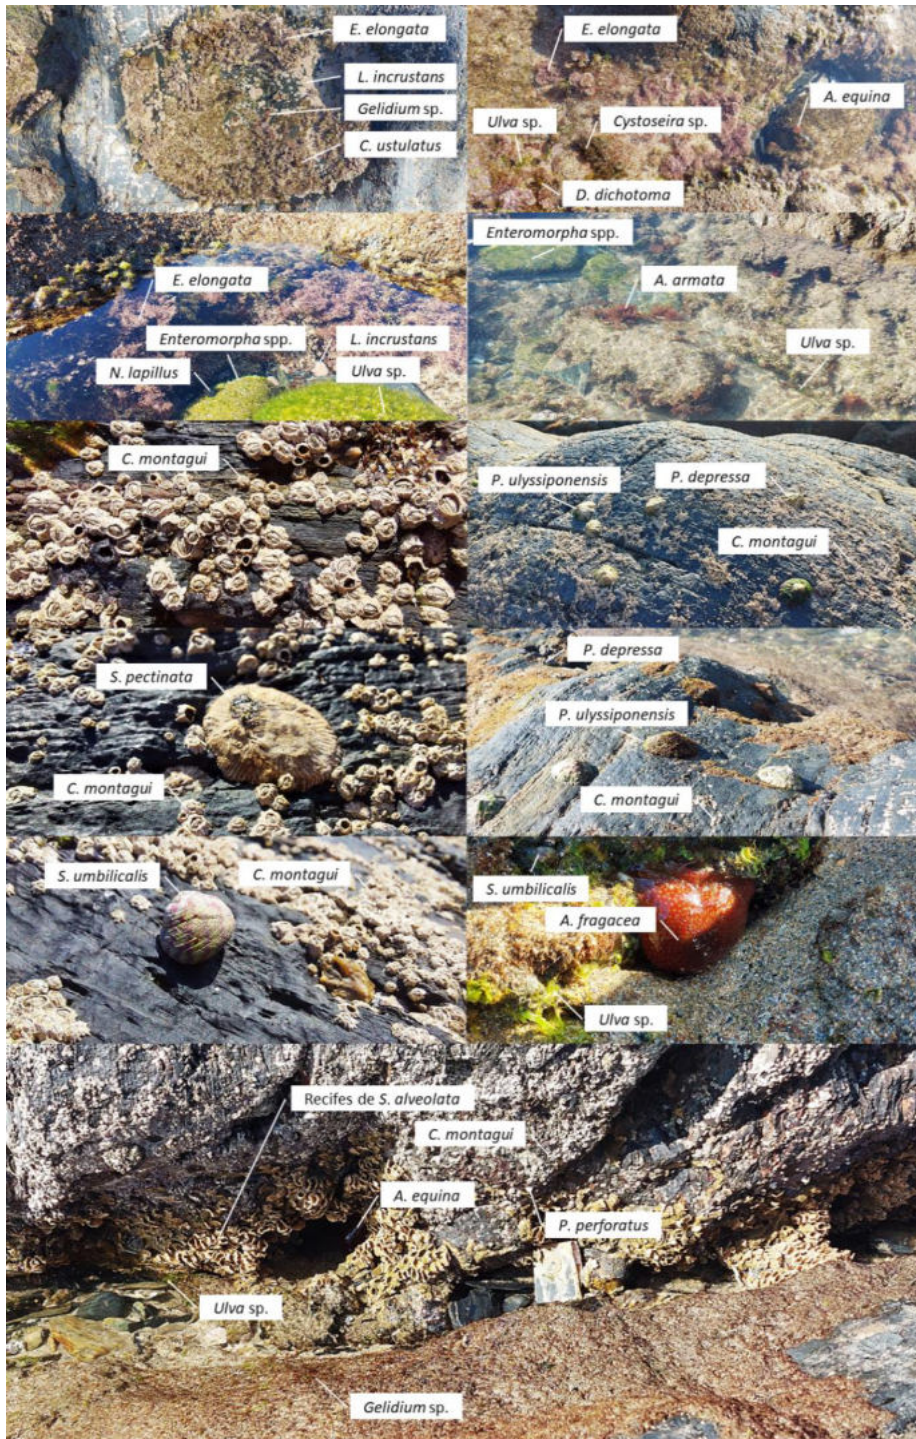 E. elongata
L. incrustans
Gelidium sp.
C. ustulatus
E. elongata
A. equina
Ulva sp.
Cystoseira sp.
D. dichotoma
E. elongata
Enteromorpha spp.
L. incrustans
N. lapillus
Ulva sp.
Enteromorpha spp.
A. armata
Ulva sp.
C. montagui
P. ulyssiponensis
P. depressa
C. montagui
S. pectinata
C. montagui
P. depressa
P. ulyssiponensis
C. montagui
S. umbilicalis
C. montagui
S. umbilicalis
A. fragacea
Ulva sp.
Recifes de S. alveolata
C. montagui
A. equina
P. perforatus
Ulva sp.
Gelidium sp.